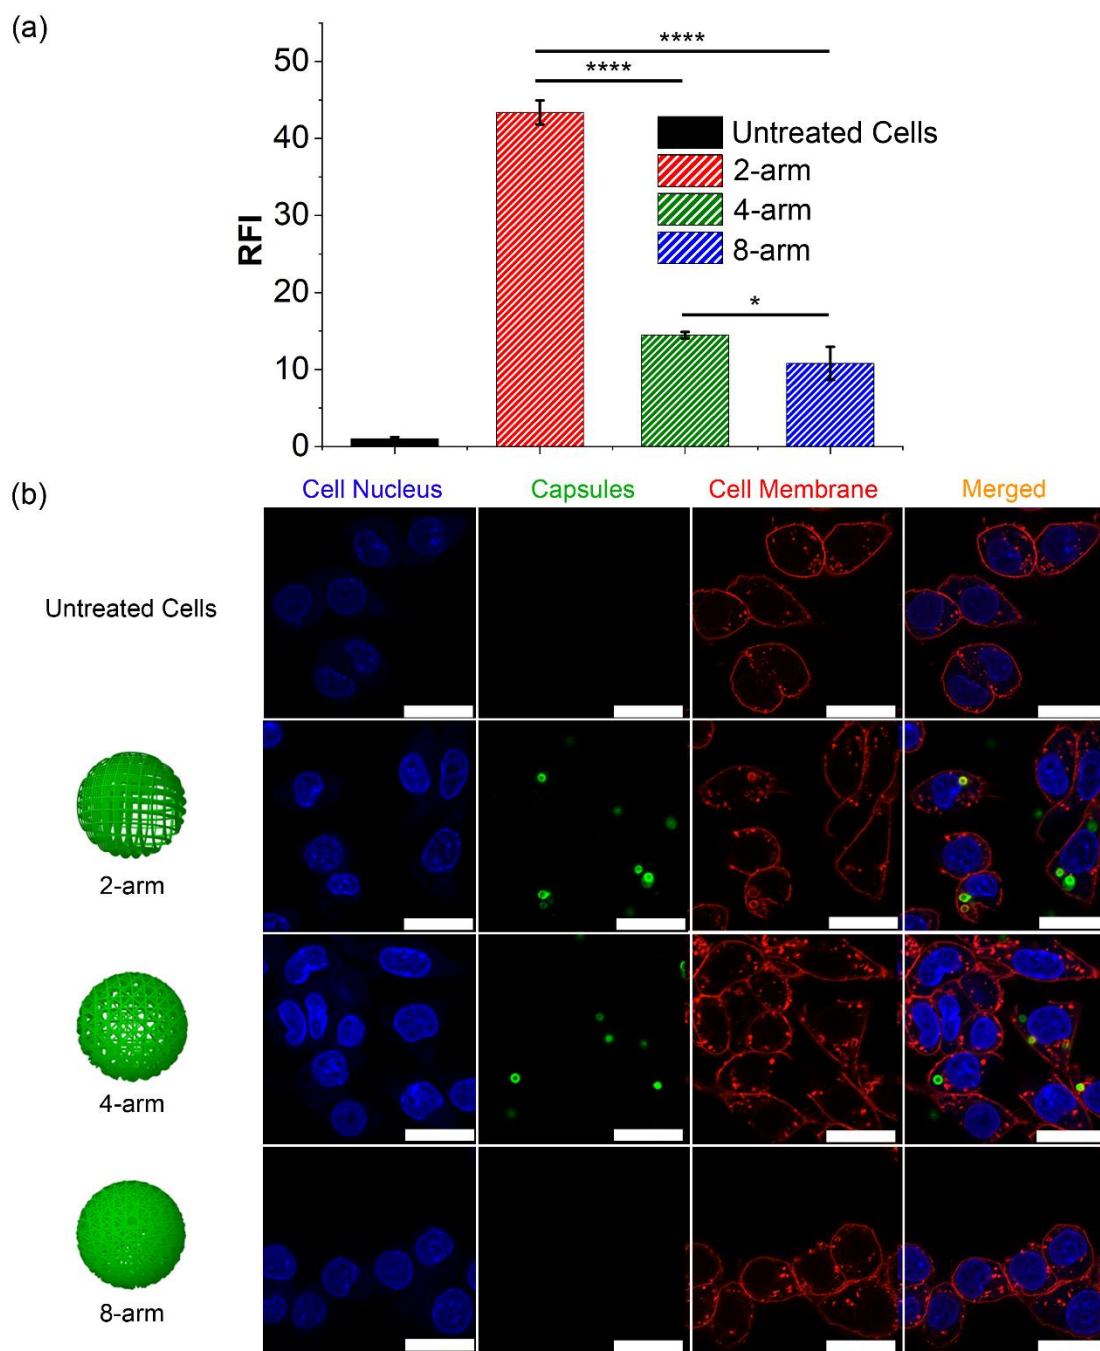 (a)
****
****
*
50
40
30
20
10
0
RFI
Untreated Cells
2-arm
4-arm
8-arm
(b)
Cell Nucleus Capsules Cell Membrane Merged
Untreated Cells
2-arm
4-arm
8-arm